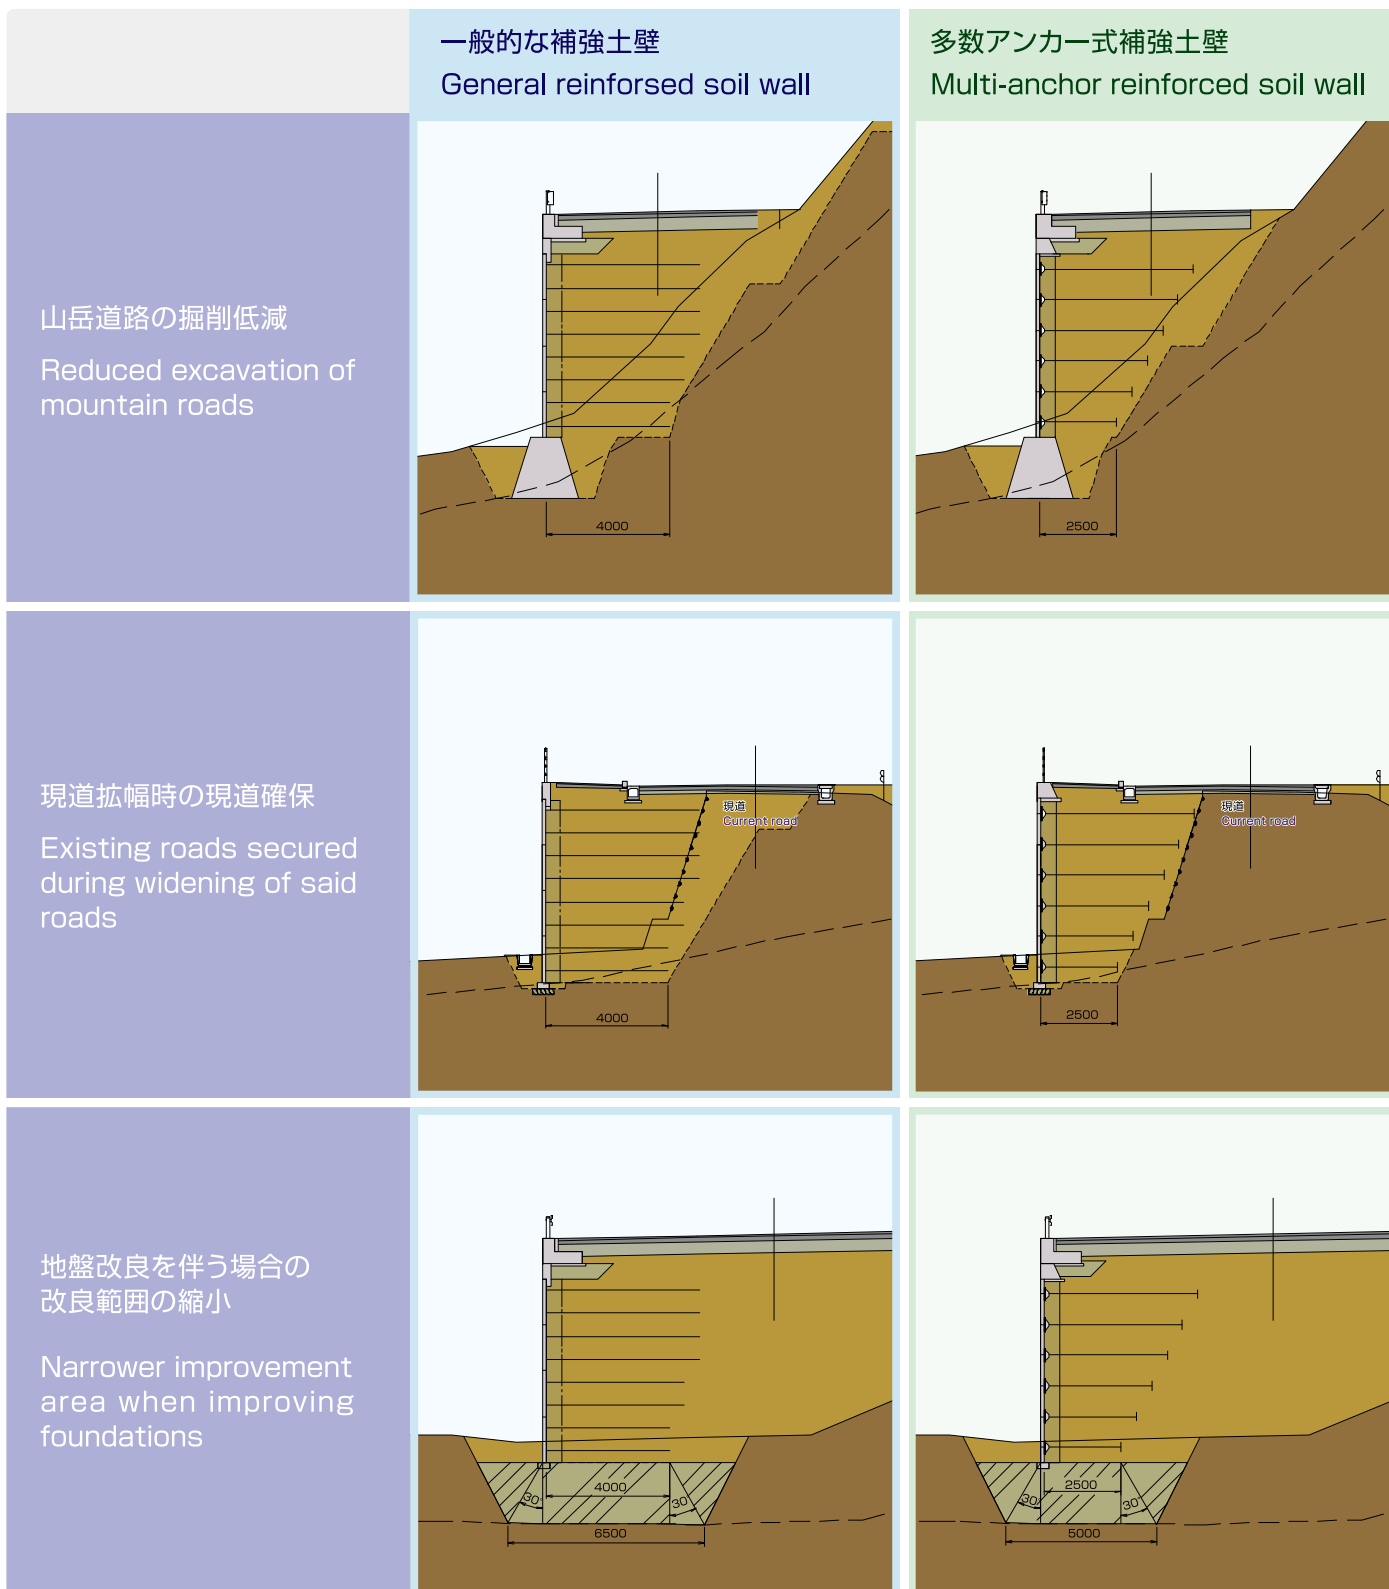 一般的な補強土壁
General reinforsed soil wall
多数アンカー式補強土壁
Multi-anchor reinforced soil wall
山岳道路の掘削低減
Reduced excavation of
mountain roads
4000
2500
現道拡幅時の現道確保
Existing roads secured
during widening of said
roads
現道
Current road
4000
現道
Current road
2500
地盤改良を伴う場合の
改良範囲の縮小
Narrower improvement
area when improving
foundations
4000
30°
30°
6500
2500
30°
30°
5000